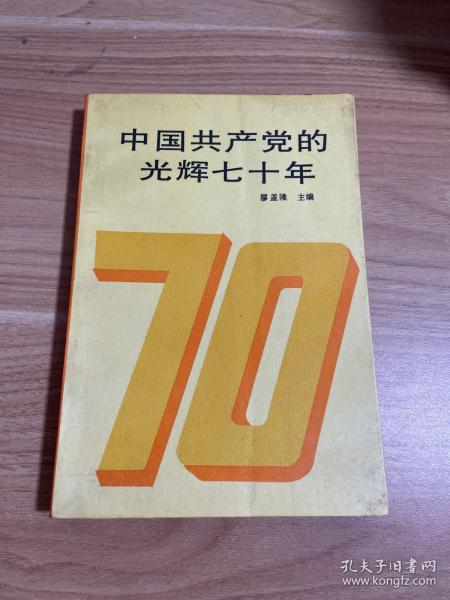 中国共产党的
光辉七十年
廖盖隆 主编
70
孔夫子旧书网
www.kongfz.com